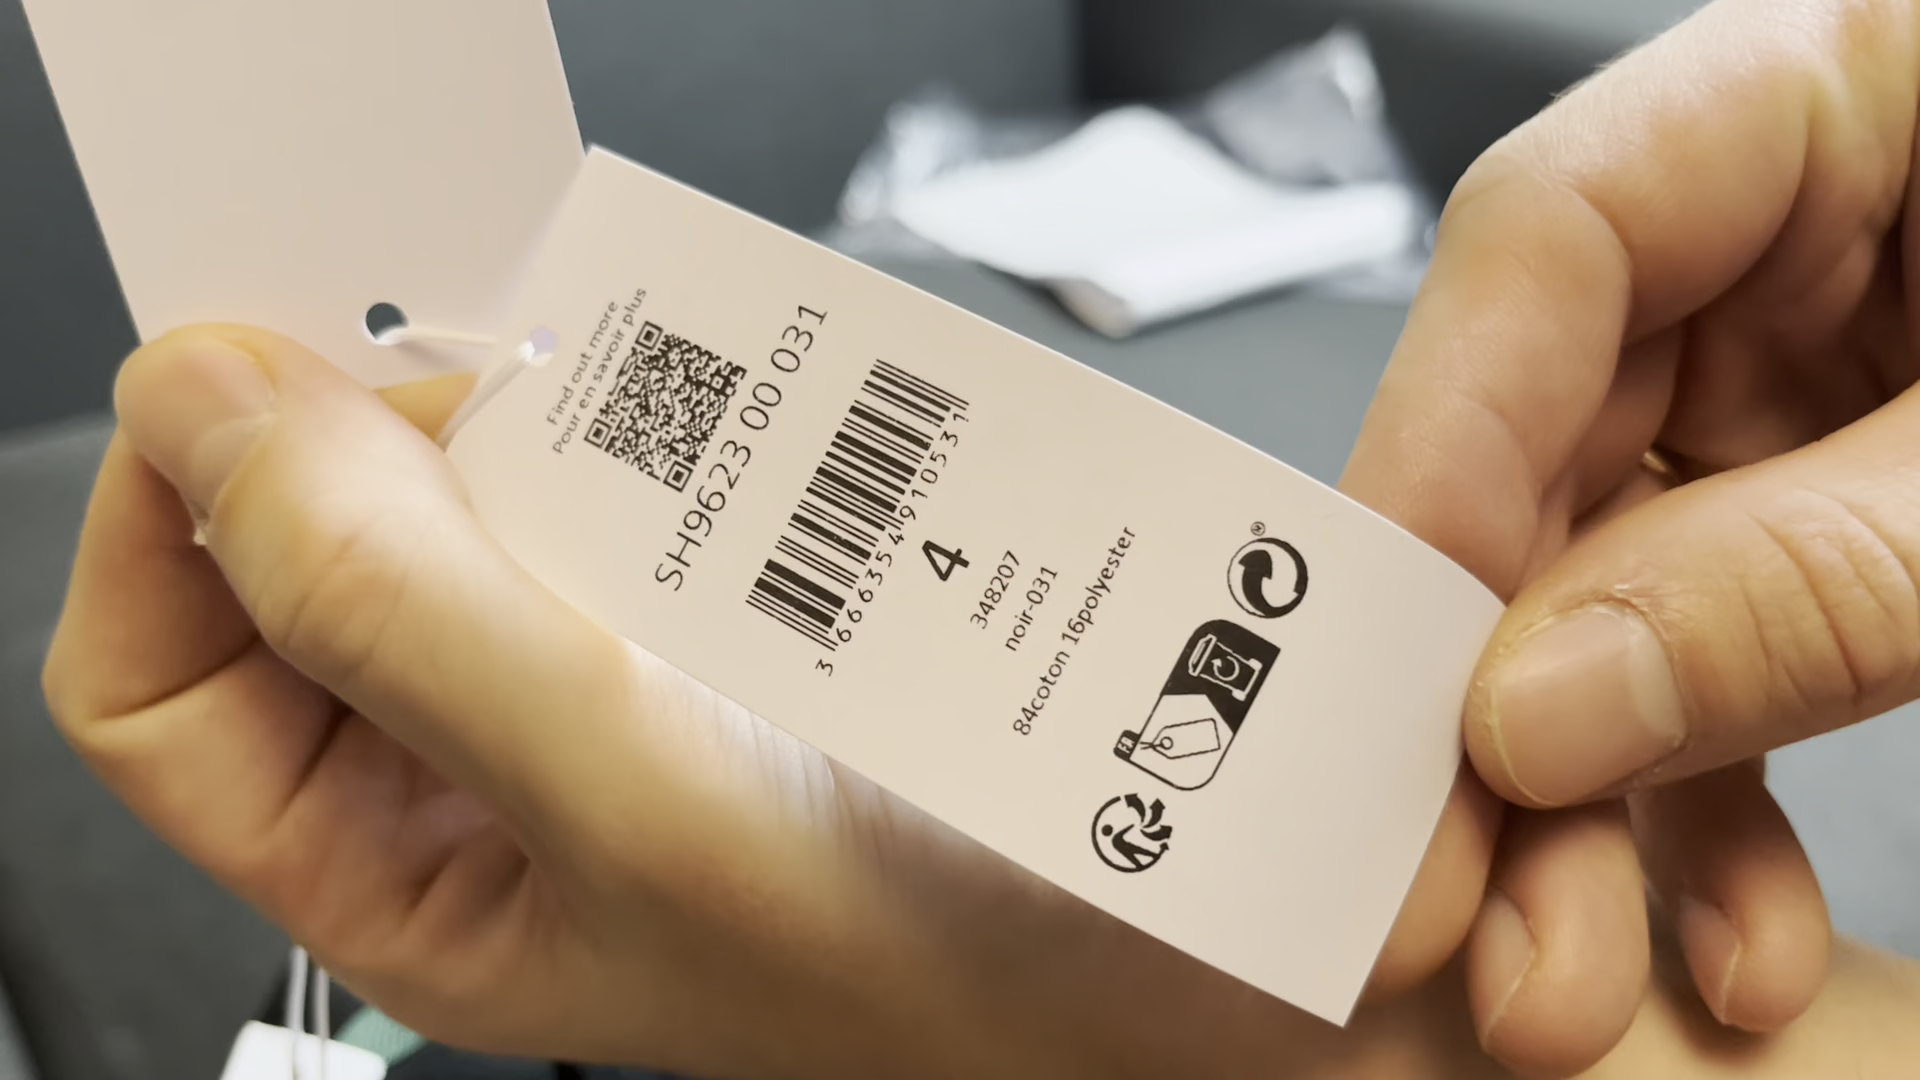 Find out more
Pour en savoir plus
SH9623 00 031
3 666354 910531
4
348207
noir-031
84coton 16polyester
®
FR